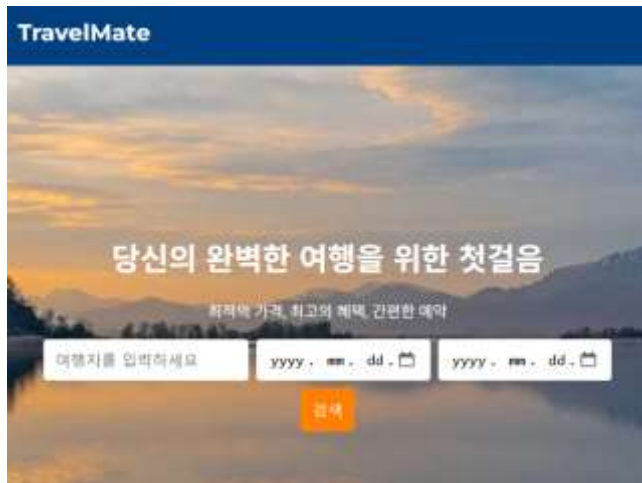 TravelMate
당신의 완벽한 여행을 위한 첫걸음
최적의 가격, 최고의 혜택, 간편한 예약
여행지를 입력하세요 yyyy. mm. dd. yyyy. mm. dd.
검색